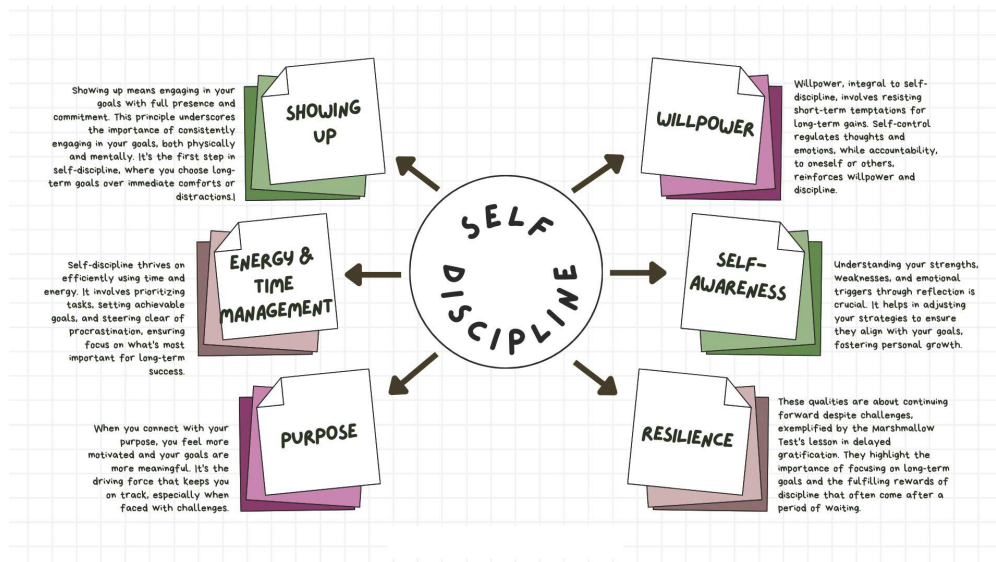 Showing up means engaging in your
goals with full presence and
commitment. This principle underscores
the importance of consistently
engaging in your goals, both physically
and mentally. It's the first step in
self-discipline, where you choose long-
term goals over immediate comforts or
distractions.|
SHOWING
UP
WILLPOWER
Willpower, integral to self-
discipline, involves resisting
short-term temptations for
long-term gains. Self-control
regulates thoughts and
emotions, while accountability,
to oneself or others,
reinforces willpower and
discipline.
SELF
DISCIPLINE
Self-discipline thrives on
efficiently using time and
energy. It involves prioritizing
tasks, setting achievable
goals, and steering clear of
procrastination, ensuring
focus on what's most
important for long-term
success.
ENERGY &
TIME
MANAGEMENT
SELF-
AWARENESS
Understanding your strengths,
weaknesses, and emotional
triggers through reflection is
crucial. It helps in adjusting
your strategies to ensure
they align with your goals,
fostering personal growth.
When you connect with your
purpose, you feel more
motivated and your goals are
more meaningful. It's the
driving force that keeps you
on track, especially when
faced with challenges.
PURPOSE
RESILIENCE
These qualities are about continuing
forward despite challenges,
exemplified by the Marshmallow
Test's lesson in delayed
gratification. They highlight the
importance of focusing on long-term
goals and the fulfilling rewards of
discipline that often come after a
period of waiting.